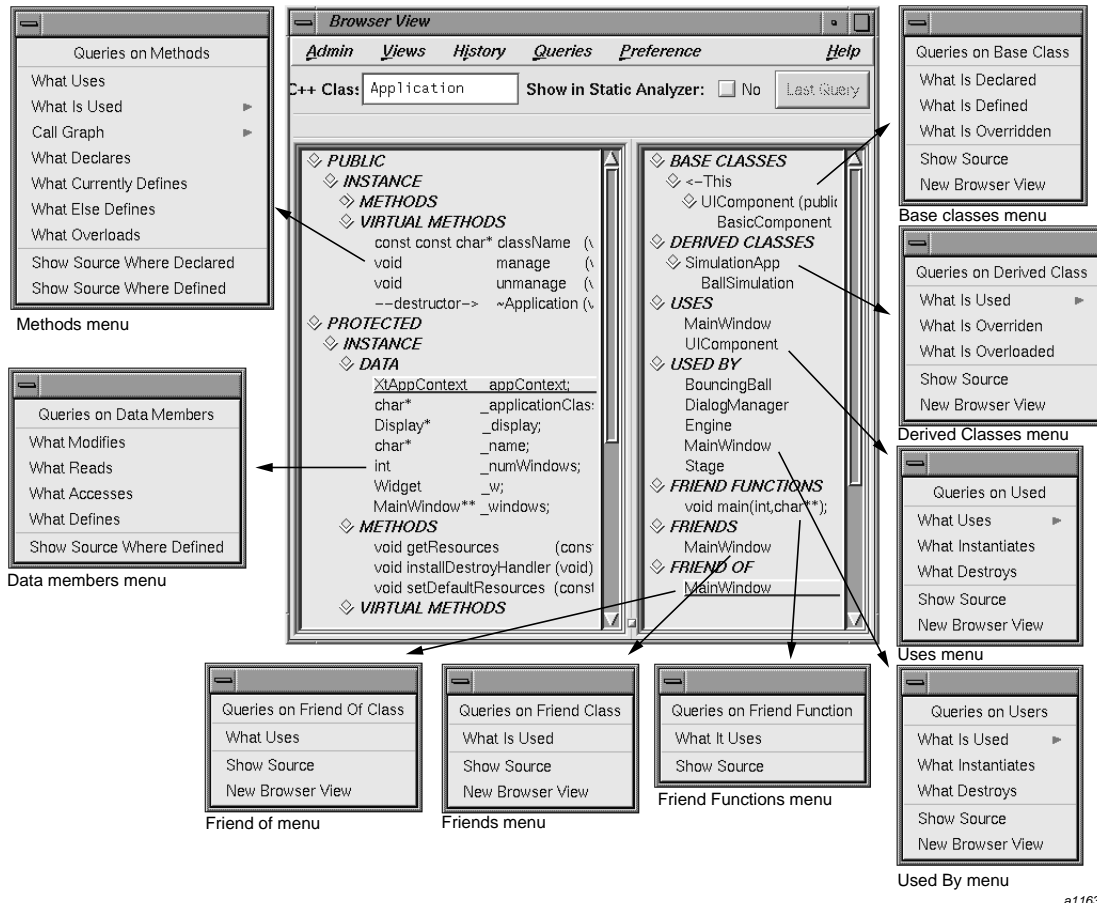 Queries on Methods
What Uses
What Is Used
Call Graph
What Declares
What Currently Defines
What Else Defines
What Overloads
Show Source Where Declared
Show Source Where Defined
Methods menu
Queries on Data Members
What Modifies
What Reads
What Accesses
What Defines
Show Source Where Defined
Data members menu
Browser View
Admin Views History Queries Preference Help
C++ Class: Application Show in Static Analyzer: No Last Query
PUBLIC
INSTANCE
METHODS
VIRTUAL METHODS
const const char* className (\
void manage (\
void unmanage (\
--destructor-> ~Application (\
PROTECTED
INSTANCE
DATA
XtAppContext _appContext;
char* _applicationClas:
Display* _display;
char* _name;
int _numWindows;
Widget _w;
MainWindow** _windows;
METHODS
void getResources (cons
void installDestroyHandler (void)
void setDefaultResources (const
VIRTUAL METHODS
BASE CLASSES
<-This
UIComponent (public
BasicComponent
DERIVED CLASSES
SimulationApp
BallSimulation
USES
MainWindow
UIComponent
USED BY
BouncingBall
DialogManager
Engine
MainWindow
Stage
FRIEND FUNCTIONS
void main(int,char**);
FRIENDS
MainWindow
FRIEND OF
MainWindow
Queries on Base Class
What Is Declared
What Is Defined
What Is Overridden
Show Source
New Browser View
Base classes menu
Queries on Derived Class
What Is Used
What Is Overriden
What Is Overloaded
Show Source
New Browser View
Derived Classes menu
Queries on Used
What Uses
What Instantiates
What Destroys
Show Source
New Browser View
Uses menu
Queries on Users
What Is Used
What Instantiates
What Destroys
Show Source
New Browser View
Used By menu
Queries on Friend Of Class
What Uses
Show Source
New Browser View
Friend of menu
Queries on Friend Class
What Is Used
Show Source
New Browser View
Friends menu
Queries on Friend Function
What It Uses
Show Source
Friend Functions menu
a1163